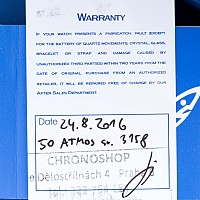 WARRANTY
IF YOUR WATCH PRESENTS A FABRICATION FAULT EXCEPT
FOR THE BATTERY OF QUARTZ MOVEMENTS, CRYSTAL, GLASS,
BRACELET OR STRAP AND DAMAGE CAUSED BY
UNAUTHORIZED THIRD PARTIES) WITHIN TWO YEARS FROM THE
DATE OF ORIGINAL PURCHASE FROM AN AUTHORIZED
RETAILER, IT WILL BE REPAIRED FREE OF CHARGE BY OUR
AFTER SALES DEPARTMENT.
Date 24.8.2016
50 ATMOS 3158
CHRONOSHOP
Dělostřelnách 4